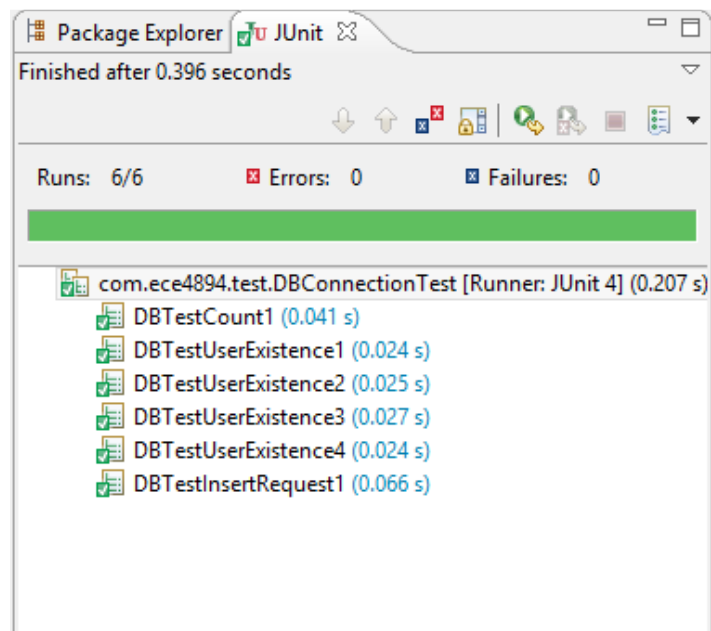 Package Explorer JUnit
Finished after 0.396 seconds
Runs: 6/6 Errors: 0 Failures: 0
com.ece4894.test.DBConnectionTest [Runner: JUnit 4] (0.207 s)
DBTestCount1 (0.041 s)
DBTestUserExistence1 (0.024 s)
DBTestUserExistence2 (0.025 s)
DBTestUserExistence3 (0.027 s)
DBTestUserExistence4 (0.024 s)
DBTestInsertRequest1 (0.066 s)